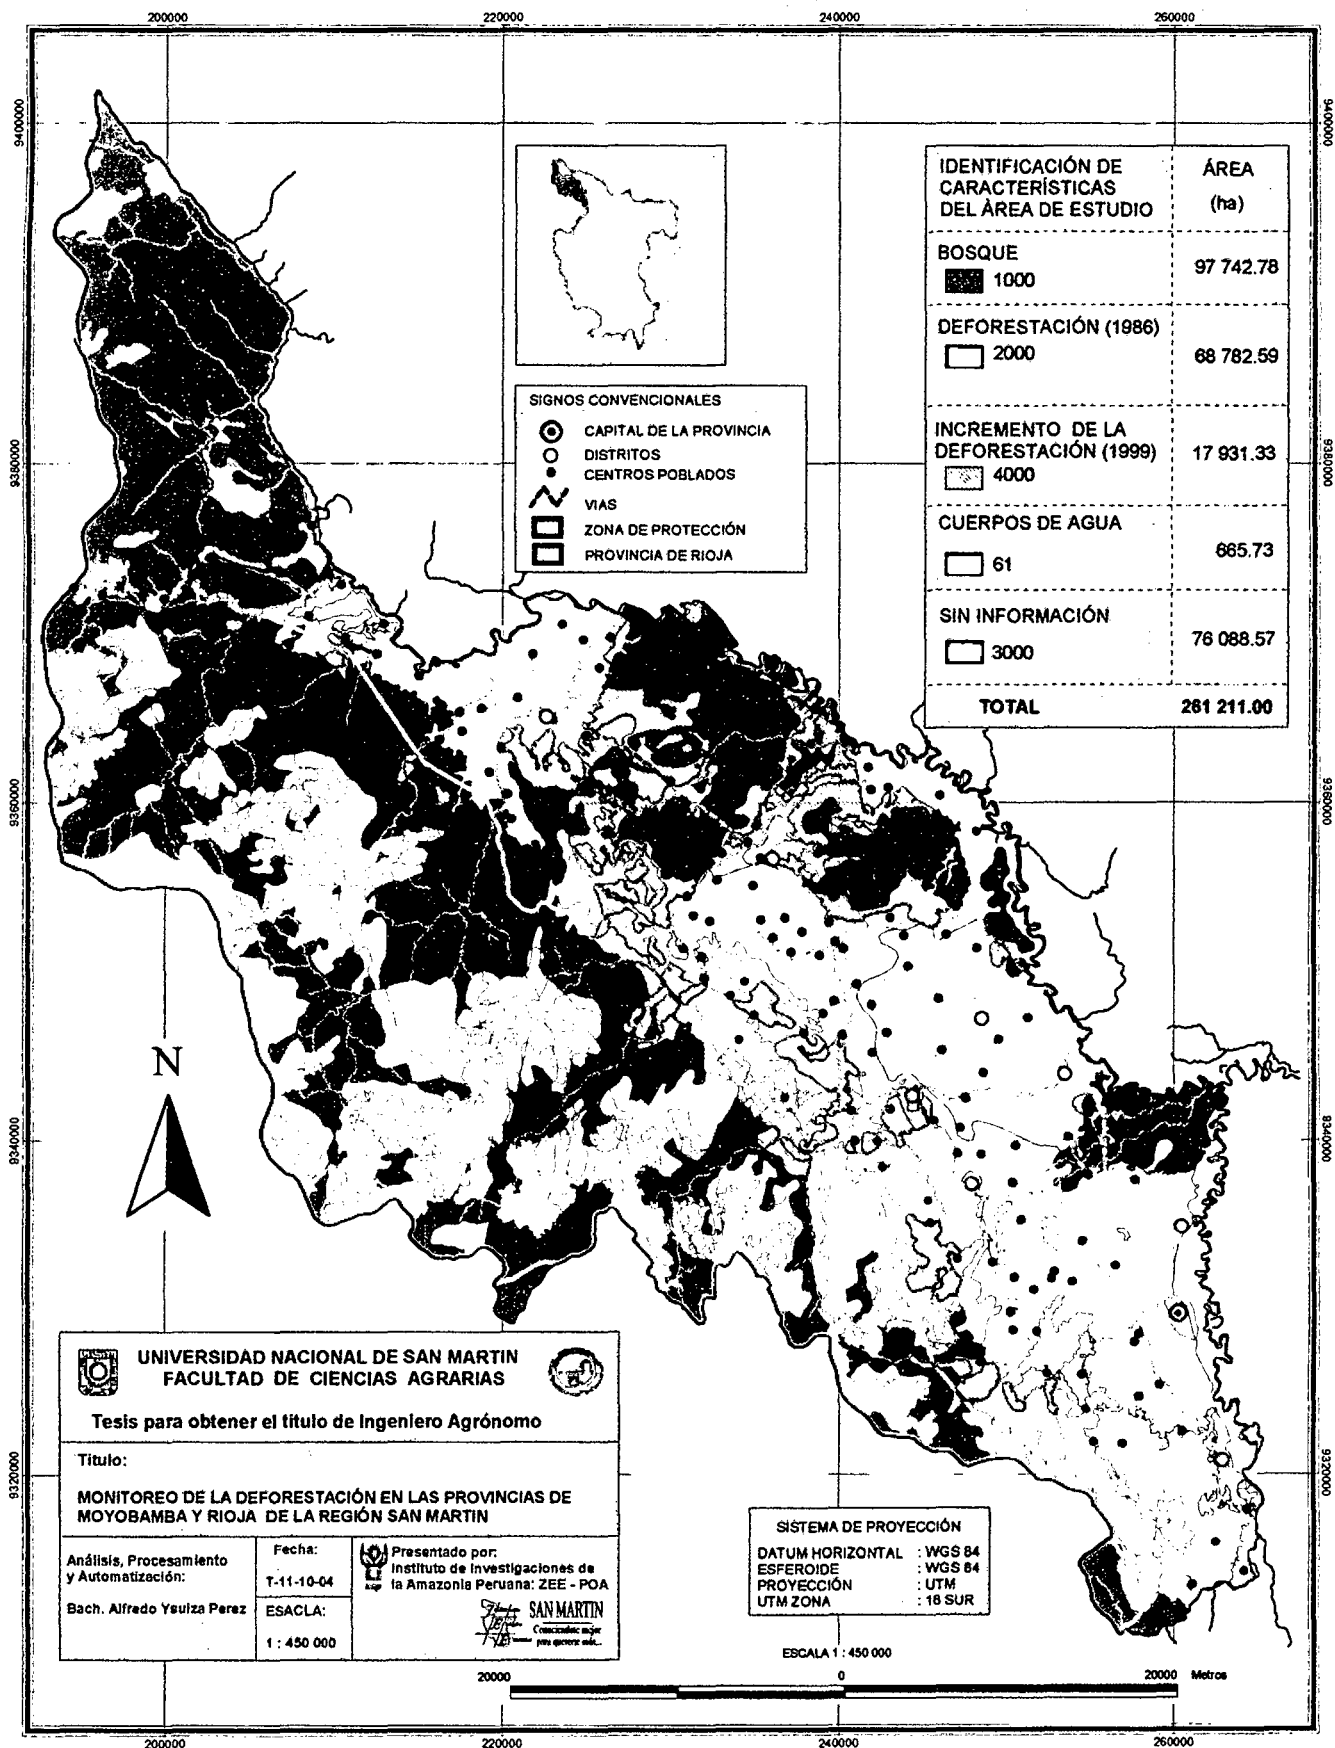 200000
220000
240000
260000
9400000
9400000
IDENTIFICACIÓN DE
CARACTERÍSTICAS
DEL ÀREA DE ESTUDIO
ÁREA
(ha)
BOSQUE
1000
97 742.78
DEFORESTACIÓN (1986)
2000
68 782.59
INCREMENTO DE LA
DEFORESTACIÓN (1999)
4000
17 931.33
CUERPOS DE AGUA
61
665.73
SIN INFORMACIÓN
3000
76 088.57
TOTAL
261 211.00
SIGNOS CONVENCIONALES
CAPITAL DE LA PROVINCIA
DISTRITOS
CENTROS POBLADOS
VIAS
ZONA DE PROTECCIÓN
PROVINCIA DE RIOJA
9380000
9380000
9360000
9360000
N
9340000
9340000
UNIVERSIDAD NACIONAL DE SAN MARTIN
FACULTAD DE CIENCIAS AGRARIAS
Tesis para obtener el título de Ingeniero Agrónomo
Titulo:
MONITOREO DE LA DEFORESTACIÓN EN LAS PROVINCIAS DE
MOYOBAMBA Y RIOJA DE LA REGIÓN SAN MARTIN
Análisis, Procesamiento
y Automatización:
Bach. Alfredo Ysuiza Perez
Fecha:
T-11-10-04
ESACLA:
1 : 450 000
Presentado por:
Instituto de Investigaciones de
la Amazonia Peruana: ZEE - POA
SAN MARTIN
9320000
9320000
SISTEMA DE PROYECCIÓN
DATUM HORIZONTAL : WGS 84
ESFEROIDE : WGS 84
PROYECCIÓN : UTM
UTM ZONA : 18 SUR
ESCALA 1 : 450 000
20000 0 20000 Metros
200000
220000
240000
260000